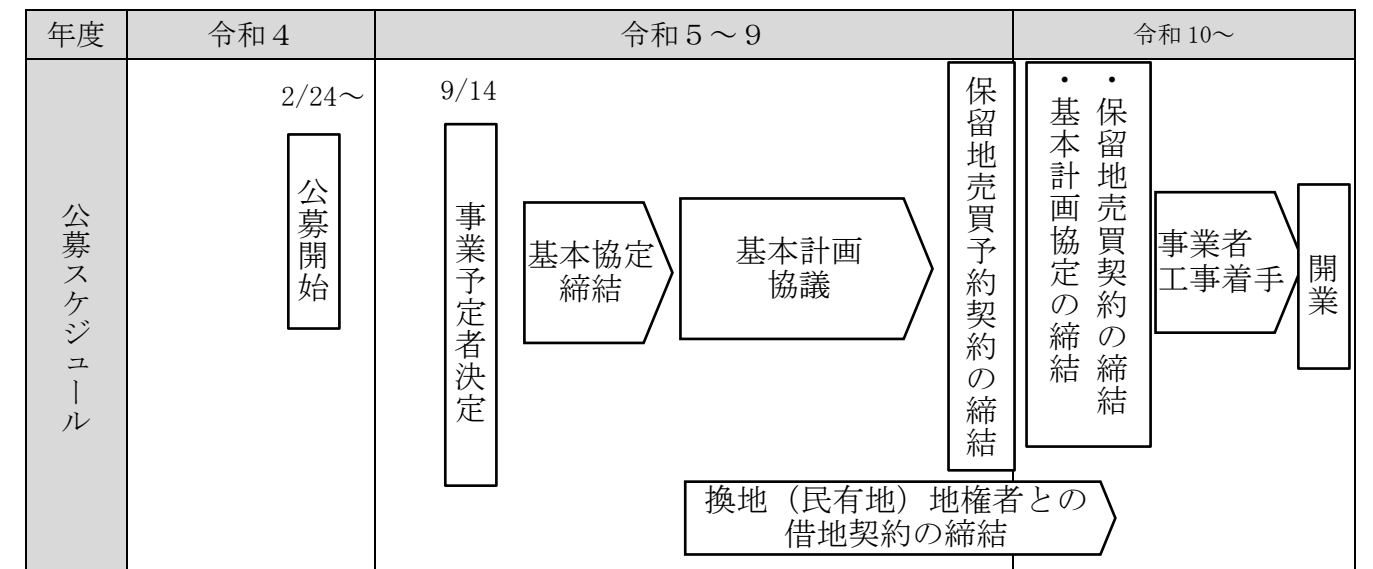 年度
令和４
令和５～９
令和 10～
公募スケジュール
2/24～
公募開始
9/14
事業予定者決定
基本協定
締結
基本計画
協議
保留地売買予約契約の締結
・保留地売買契約の締結
・基本計画協定の締結
事業者
工事着手
開業
換地（民有地）地権者との
借地契約の締結